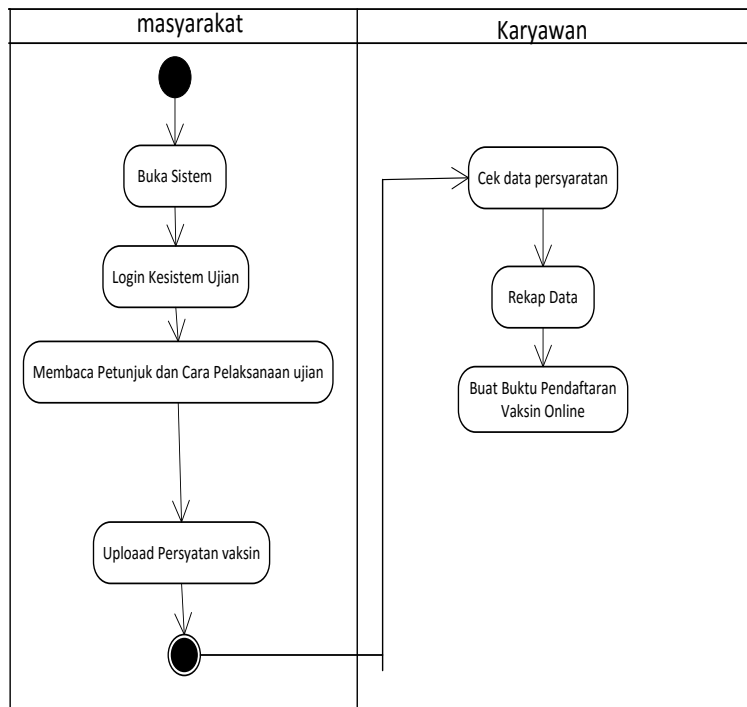 masyarakat
Karyawan
Buka Sistem
Login Kesistem Ujian
Membaca Petunjuk dan Cara Pelaksanaan ujian
Uploaad Persyatan vaksin
Cek data persyaratan
Rekap Data
Buat Buktu Pendaftaran
Vaksin Online